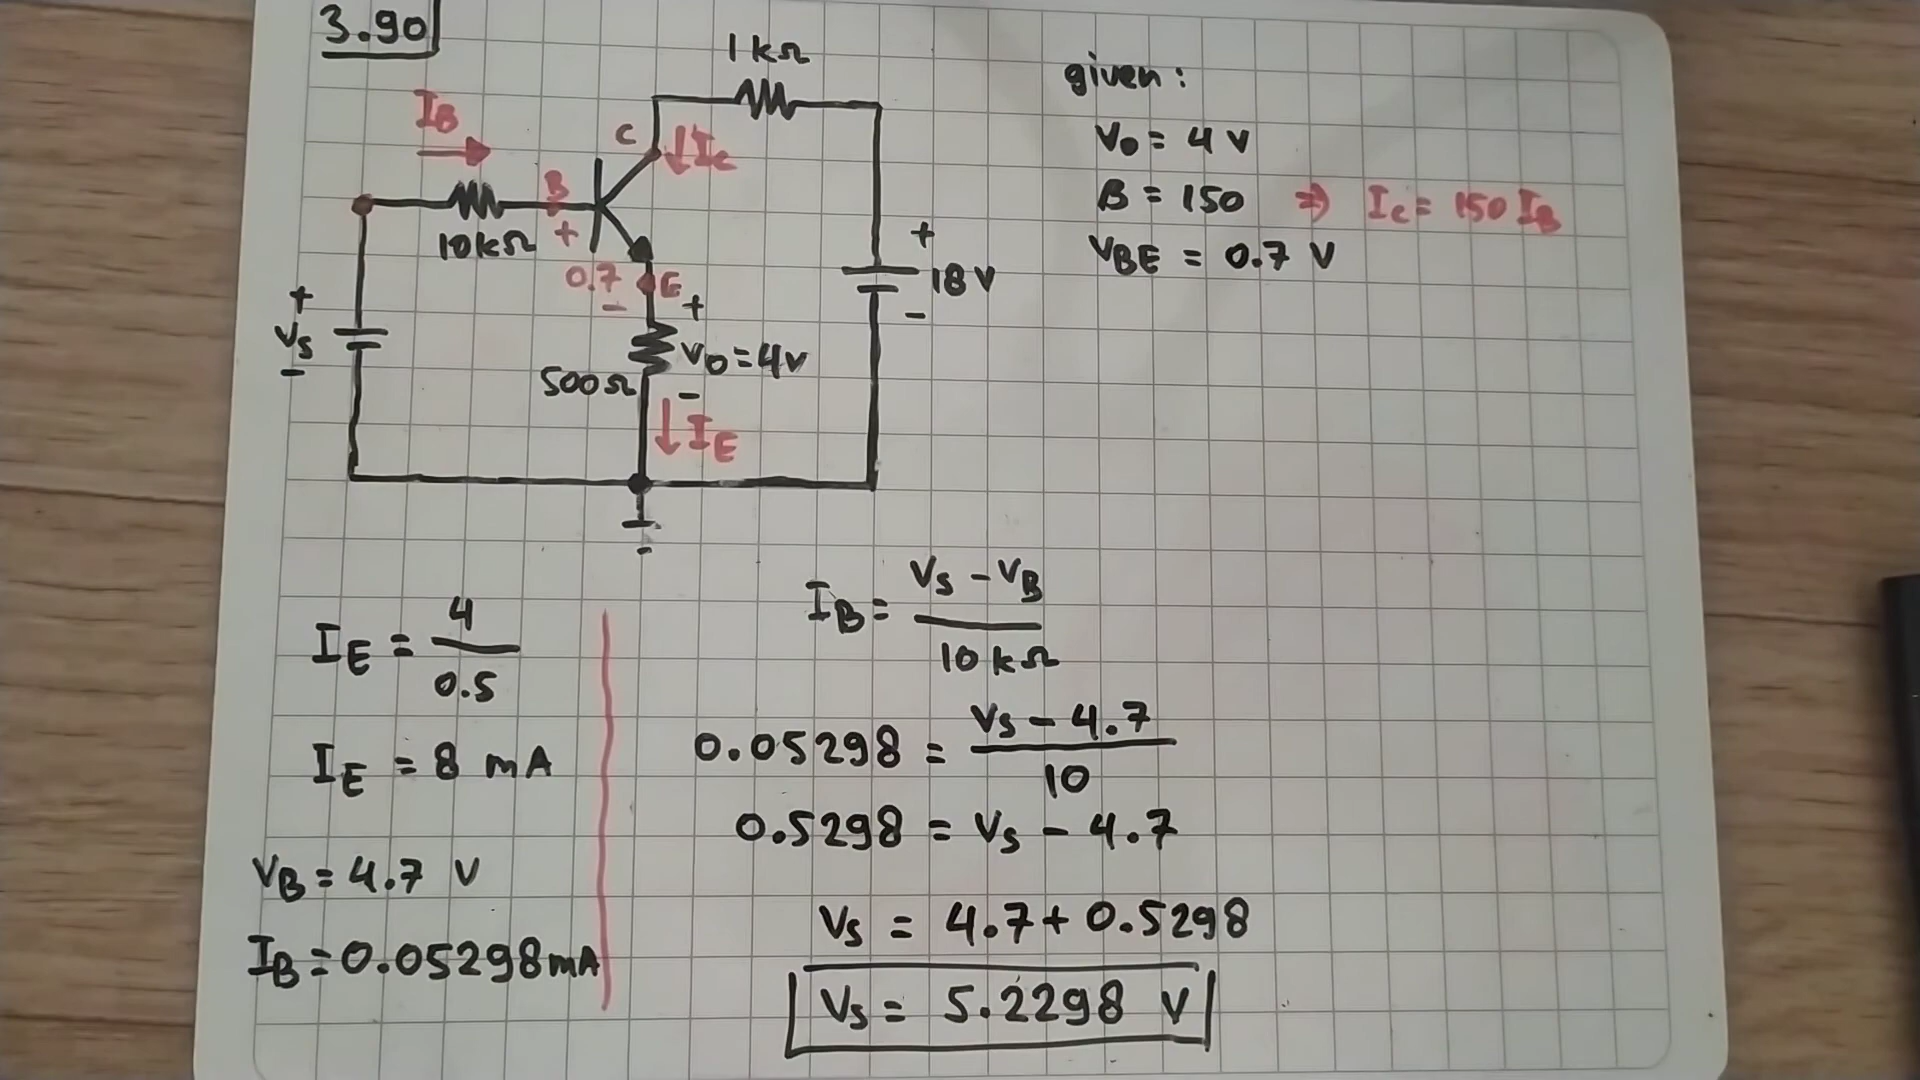 3.90
1kΩ
given:
IB
C
↓Ic
Vo = 4 V
B
B = 150 ⇒ Ic = 150 IB
10kΩ
+
+
VBE = 0.7 V
0.7
E
18V
+
-
+
-
Vs
Vo=4V
-
500Ω
-
↓IE
IE = 4/0.5
IB = Vs - VB / 10 kΩ
IE = 8 mA
0.05298 = Vs - 4.7 / 10
0.5298 = Vs - 4.7
VB = 4.7 V
Vs = 4.7 + 0.5298
IB = 0.05298mA
Vs = 5.2298 V